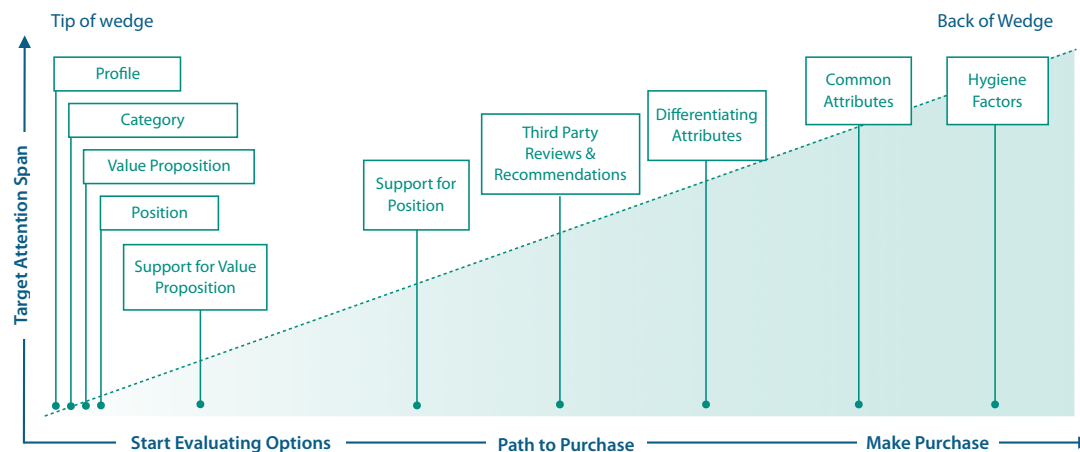 Tip of wedge
Back of Wedge
Profile
Category
Value Proposition
Position
Support for Value
Proposition
Support for
Position
Third Party
Reviews &
Recommendations
Differentiating
Attributes
Common
Attributes
Hygiene
Factors
Target Attention Span
Start Evaluating Options
Path to Purchase
Make Purchase